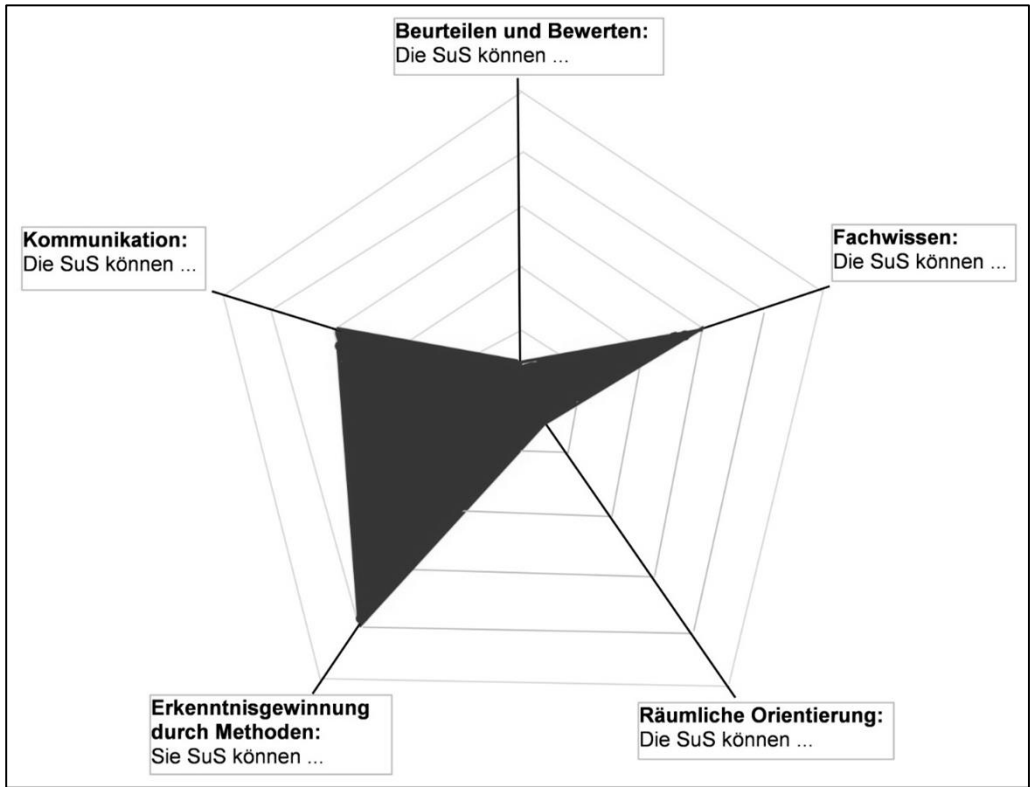 Beurteilen und Bewerten:
Die SuS können ...
Kommunikation:
Die SuS können ...
Fachwissen:
Die SuS können ...
Erkenntnisgewinnung
durch Methoden:
Sie SuS können ...
Räumliche Orientierung:
Die SuS können ...